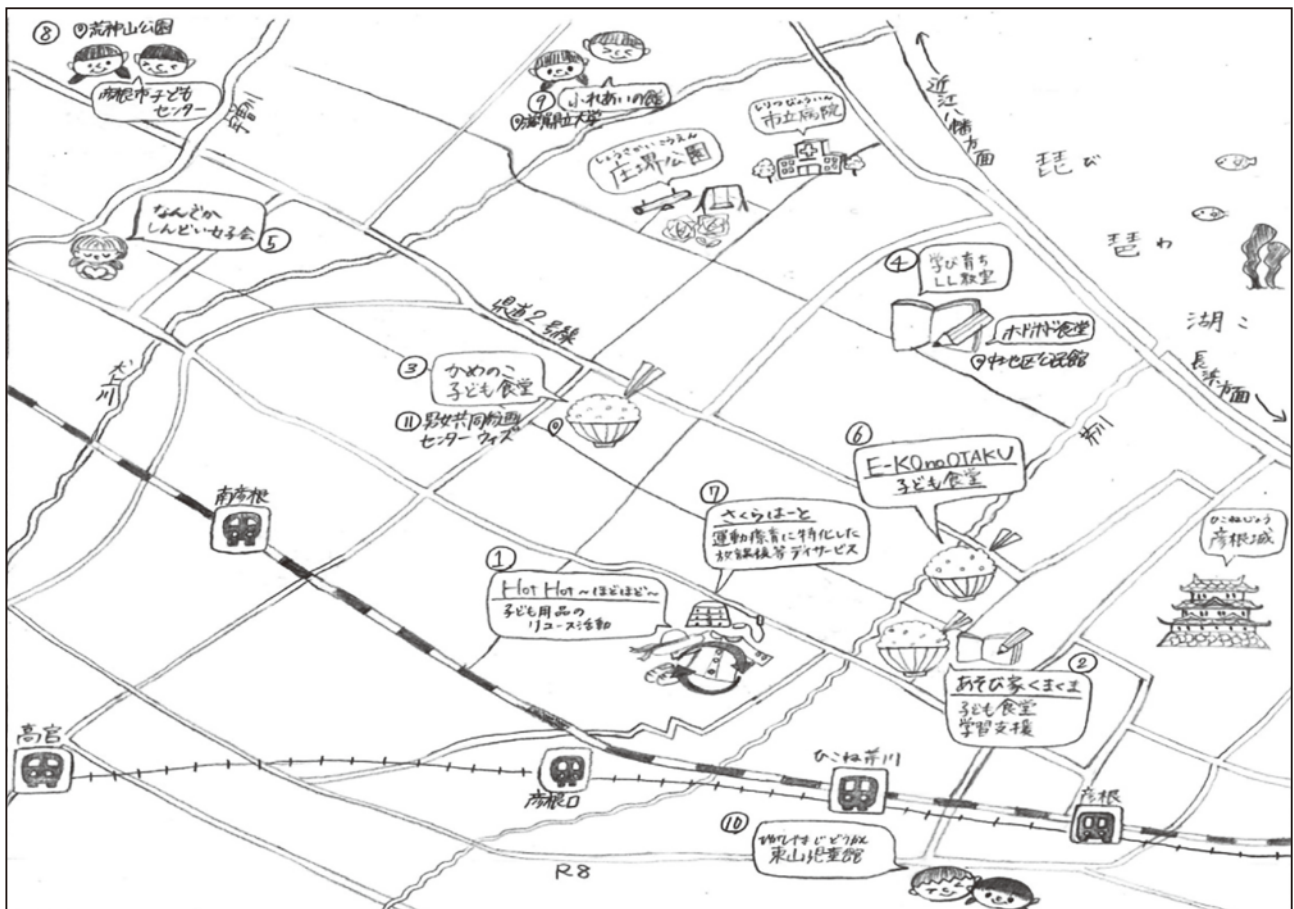 ⑧
荒神山公園
彦根市子ども
センター
宇曽川
⑨
ふれあいの館
滋賀県立大学
しょうさかいこうえん
庄堺公園
しりつびょういん
市立病院
近江八幡方面
琵び
琶わ
湖こ
長浜方面
なんでか
しんどい女子会
⑤
④
学び育ち
LL教室
ホドホド食堂
中地区公民館
県道2号線
犬上川
芹川
③
かめのこ
子ども食堂
⑪男女共同参画
センターウィズ
⑥
E-KOnoOTAKU
子ども食堂
⑦
さくらはーと
運動療育に特化した
放課後等デイサービス
ひこねじょう
彦根城
南彦根
①
Hot Hot～ほどほど～
子ども用品の
リユース活動
②
あそび家くまくま
子ども食堂
学習支援
高宮
彦根口
ひこね芹川
彦根
⑩
東山児童館
R8